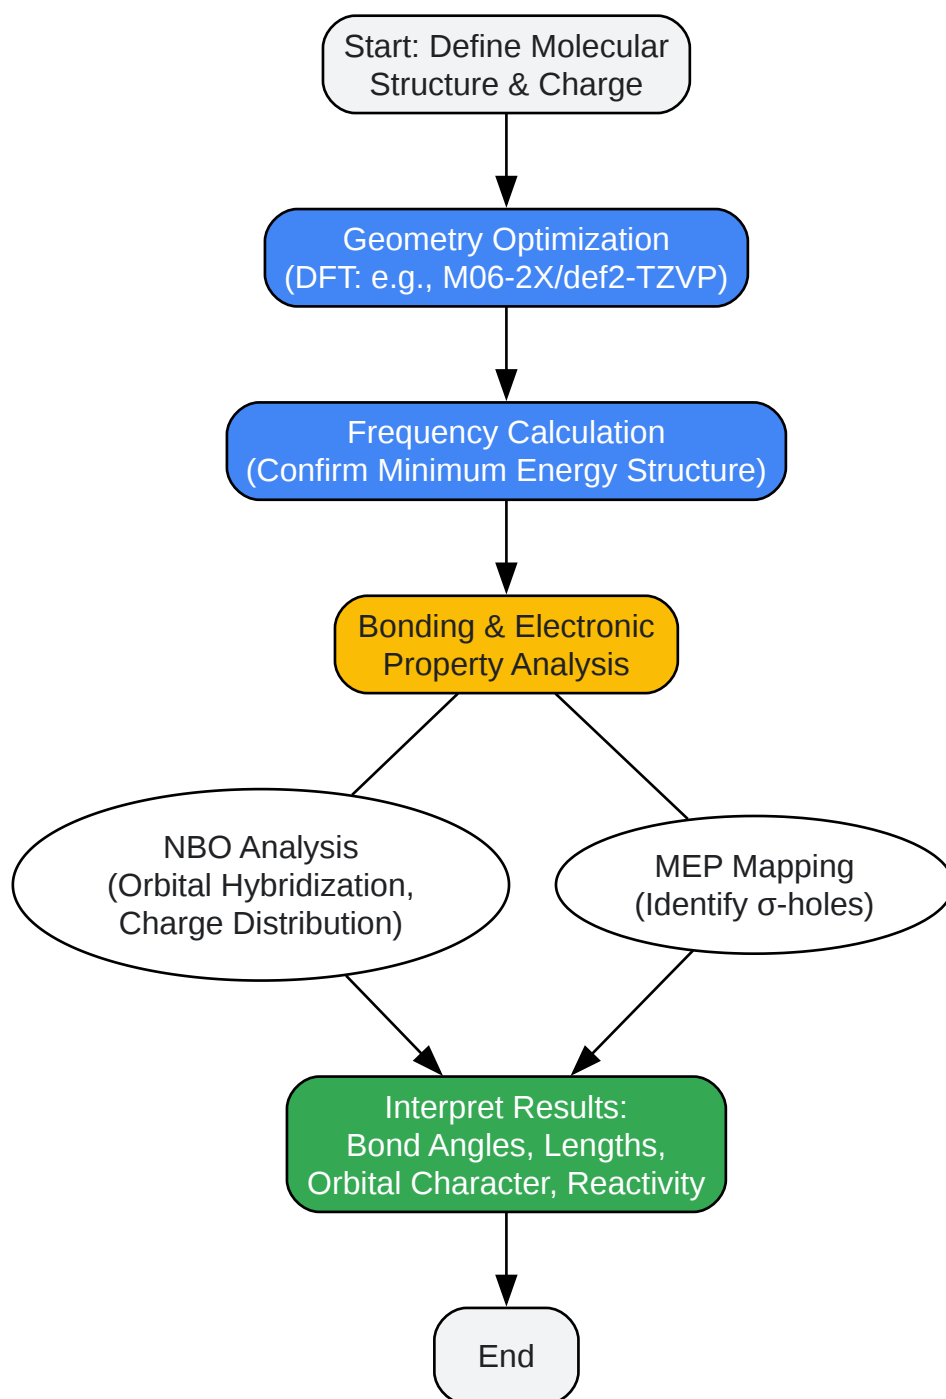 Start: Define Molecular
Structure & Charge
Geometry Optimization
(DFT: e.g., M06-2X/def2-TZVP)
Frequency Calculation
(Confirm Minimum Energy Structure)
Bonding & Electronic
Property Analysis
NBO Analysis
(Orbital Hybridization,
Charge Distribution)
MEP Mapping
(Identify σ-holes)
Interpret Results:
Bond Angles, Lengths,
Orbital Character, Reactivity
End